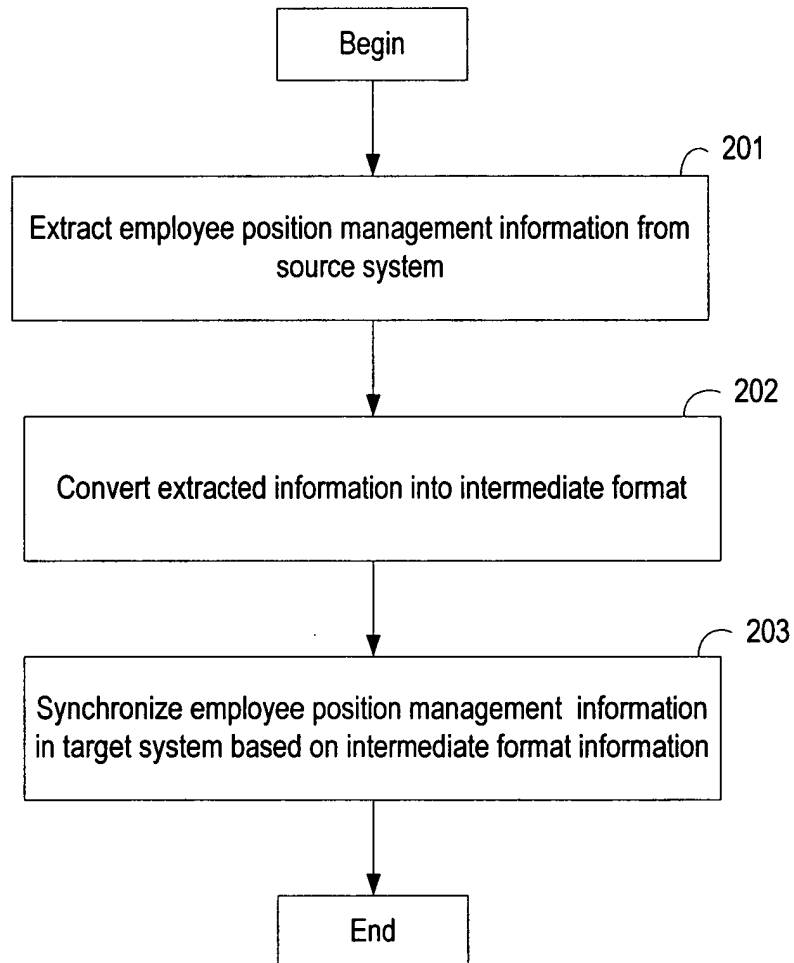 Begin
201
Extract employee position management information from
source system
202
Convert extracted information into intermediate format
203
Synchronize employee position management information
in target system based on intermediate format information
End